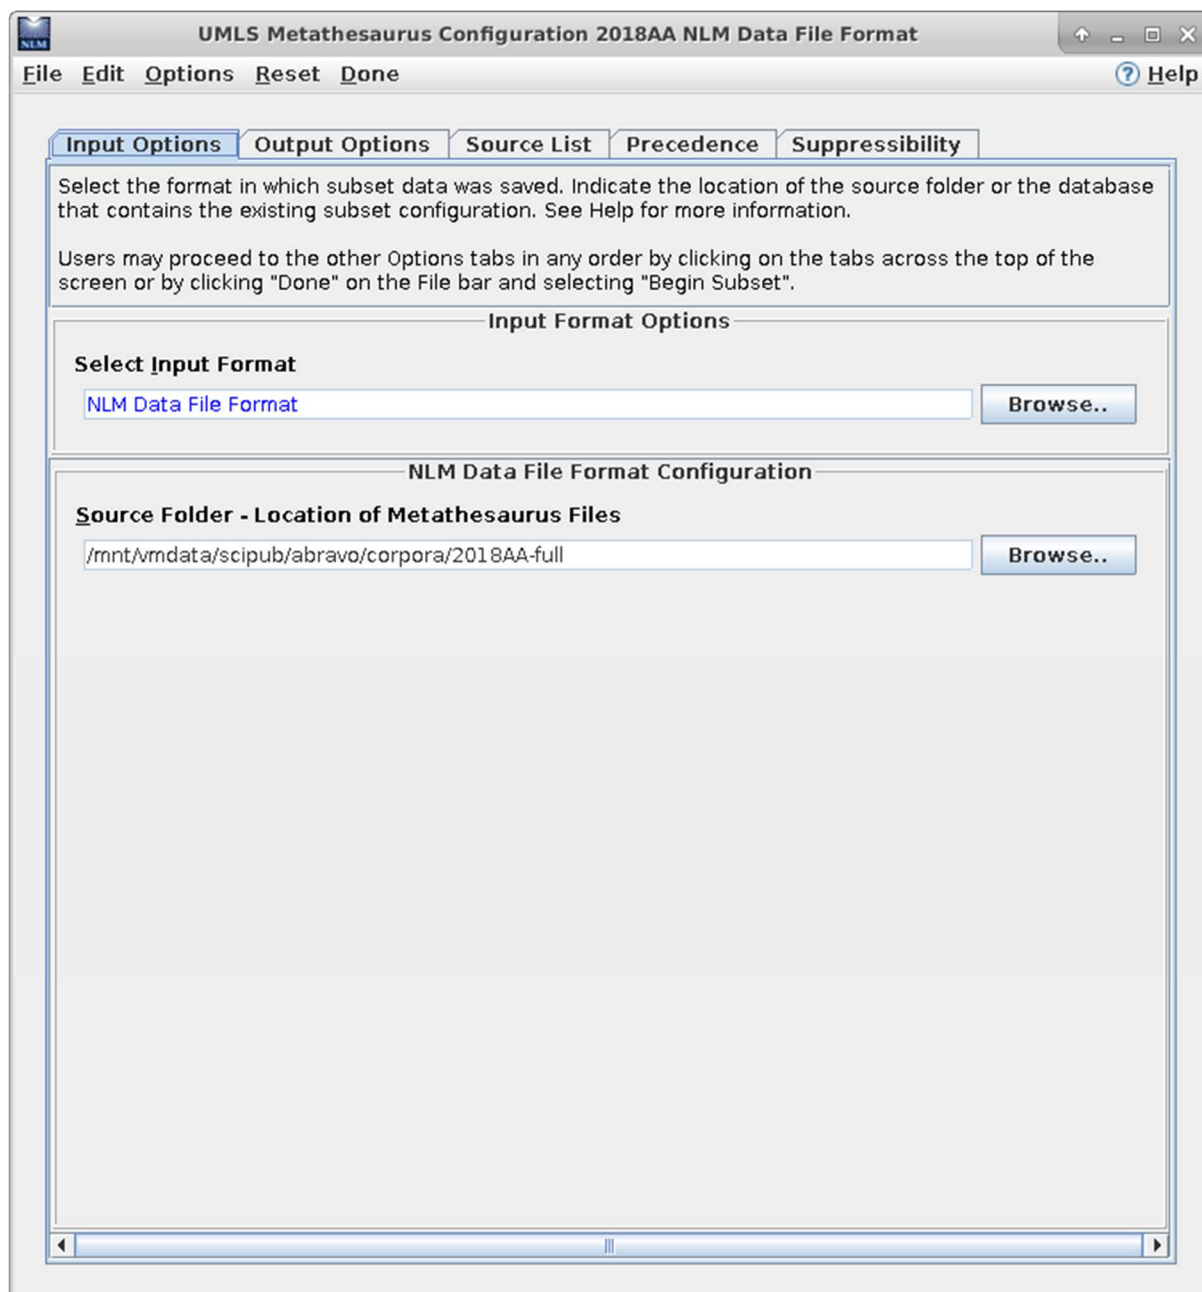 NLM
UMLS Metathesaurus Configuration 2018AA NLM Data File Format
File Edit Options Reset Done ? Help
Input Options Output Options Source List Precedence Suppressibility
Select the format in which subset data was saved. Indicate the location of the source folder or the database
that contains the existing subset configuration. See Help for more information.
Users may proceed to the other Options tabs in any order by clicking on the tabs across the top of the
screen or by clicking "Done" on the File bar and selecting "Begin Subset".
Input Format Options
Select Input Format
NLM Data File Format Browse..
NLM Data File Format Configuration
Source Folder - Location of Metathesaurus Files
/mnt/vmdata/scipub/abravo/corpora/2018AA-full Browse..